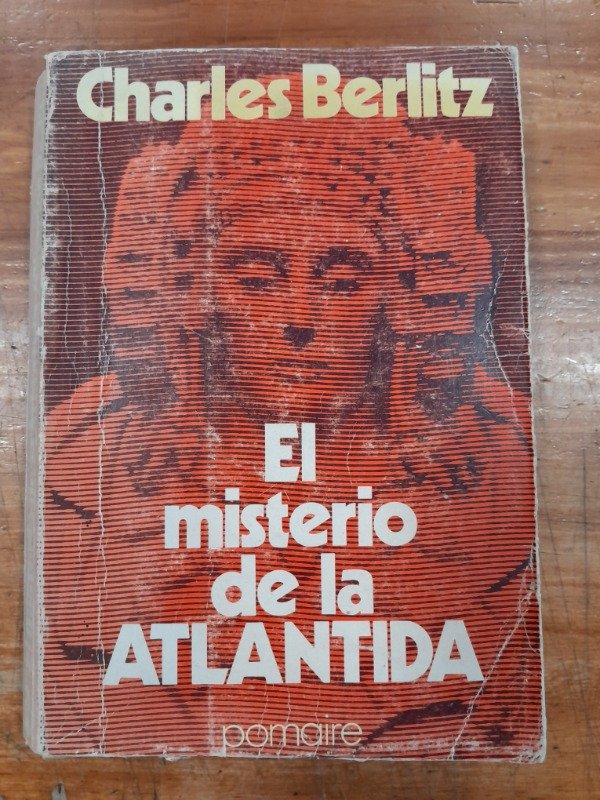 Charles Berlitz
El
misterio
de la
ATLANTIDA
pomaire